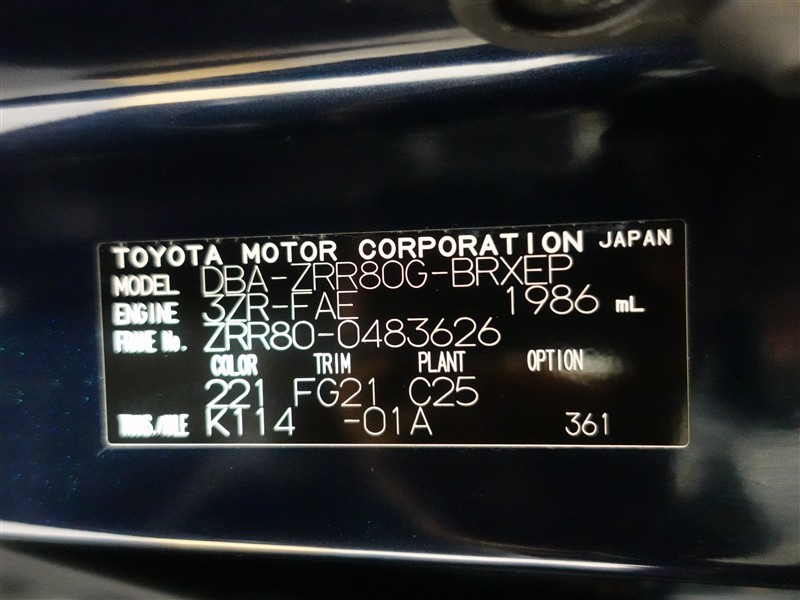 TOYOTA MOTOR CORPORATION JAPAN
MODEL DBA-ZRR80G-BRXEP
ENGINE 3ZR-FAE 1986 mL
FRAME No. ZRR80-0483626
COLOR TRIM PLANT OPTION
221 FG21 C25
TRANS./AXLE K114 -01A 361